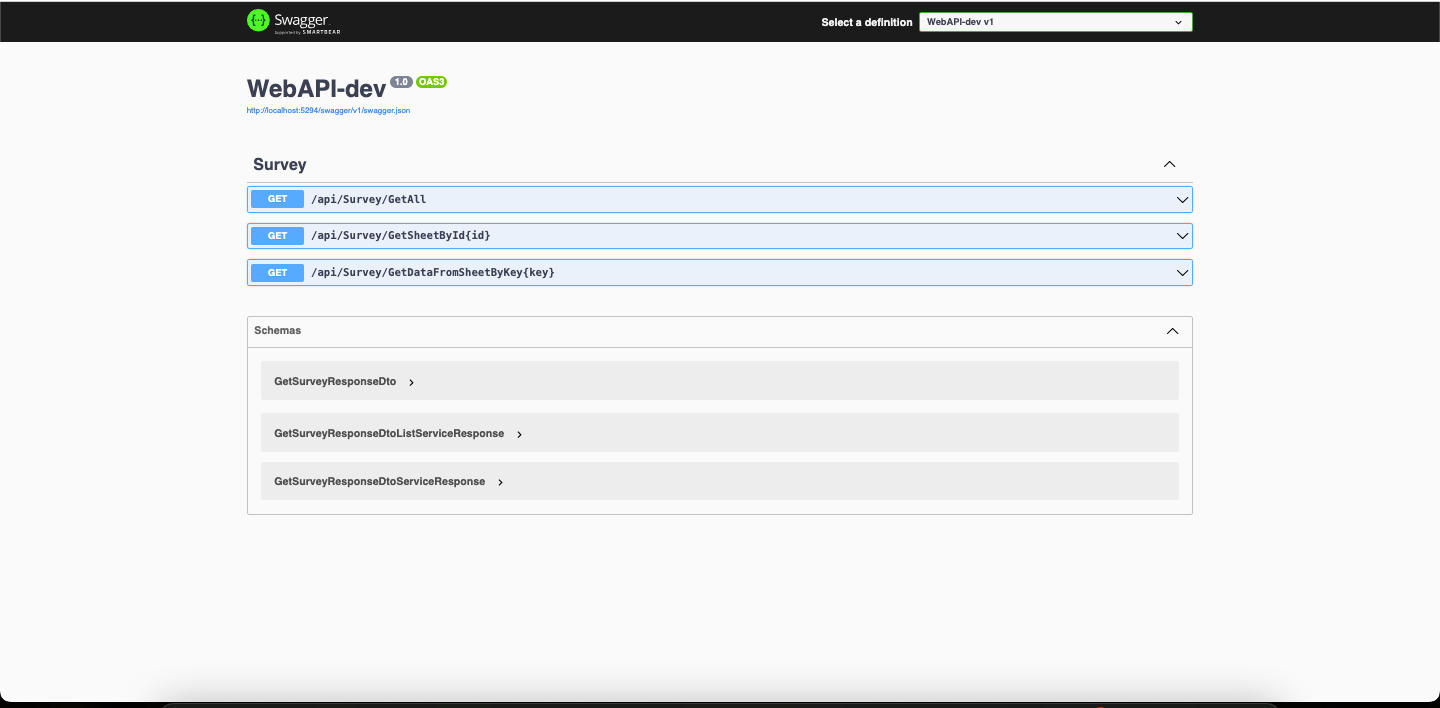 Swagger
Supported by SMARTBEAR
Select a definition
WebAPI-dev v1
WebAPI-dev 1.0 OAS3
http://localhost:5294/swagger/v1/swagger.json
Survey
GET /api/Survey/GetAll
GET /api/Survey/GetSheetById{id}
GET /api/Survey/GetDataFromSheetByKey{key}
Schemas
GetSurveyResponseDto
GetSurveyResponseDtoListServiceResponse
GetSurveyResponseDtoServiceResponse